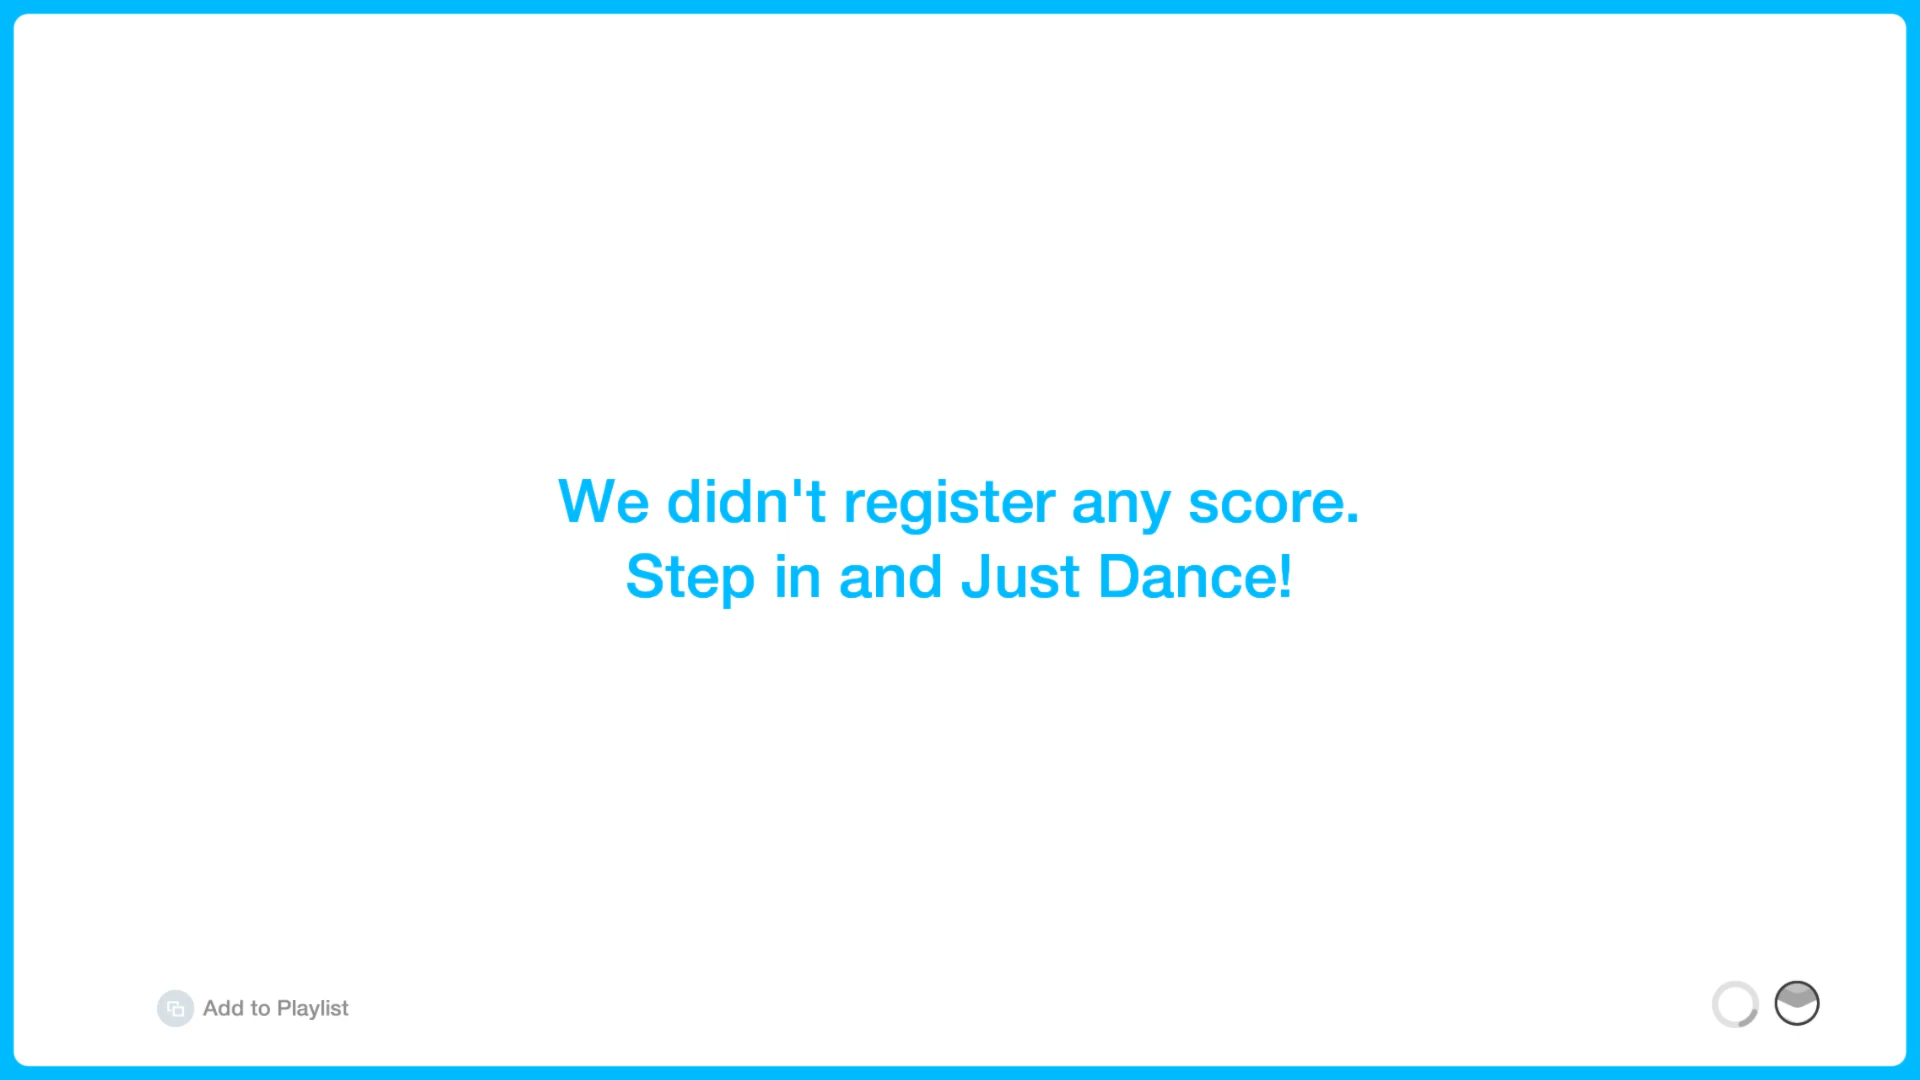 We didn't register any score.
Step in and Just Dance!
Add to Playlist